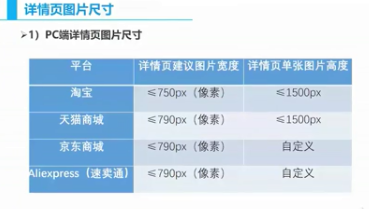 详情页图片尺寸
➢1）PC端详情页图片尺寸
平台 详情页建议图片宽度 详情页单张图片高度
淘宝 ≤750px（像素） ≤1500px
天猫商城 ≤790px（像素） ≤1500px
京东商城 ≤790px（像素） 自定义
Aliexpress（速卖通） ≤790px（像素） 自定义